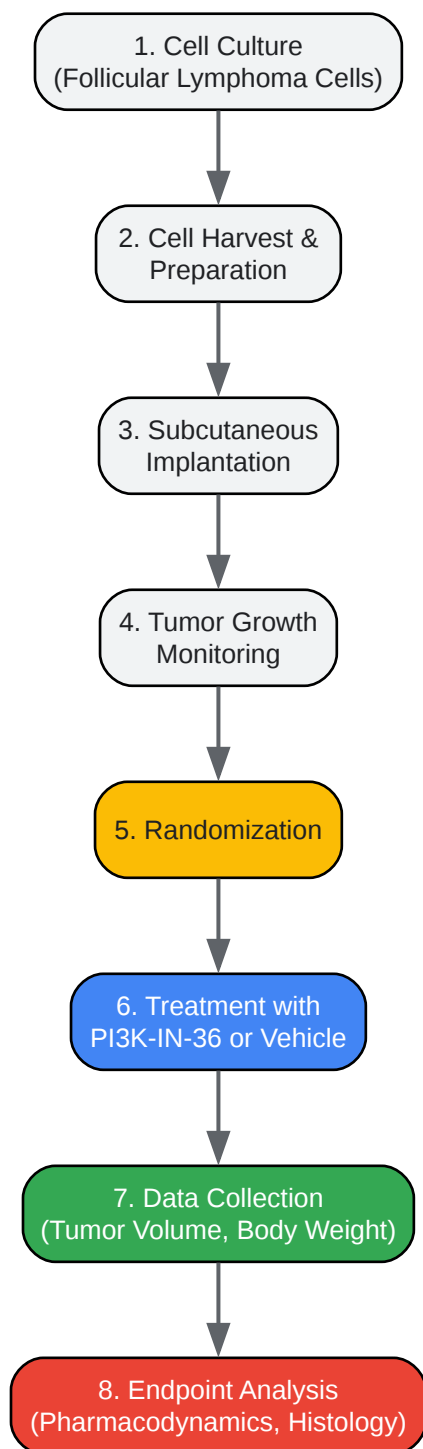 1. Cell Culture
(Follicular Lymphoma Cells)
2. Cell Harvest &
Preparation
3. Subcutaneous
Implantation
4. Tumor Growth
Monitoring
5. Randomization
6. Treatment with
PI3K-IN-36 or Vehicle
7. Data Collection
(Tumor Volume, Body Weight)
8. Endpoint Analysis
(Pharmacodynamics, Histology)